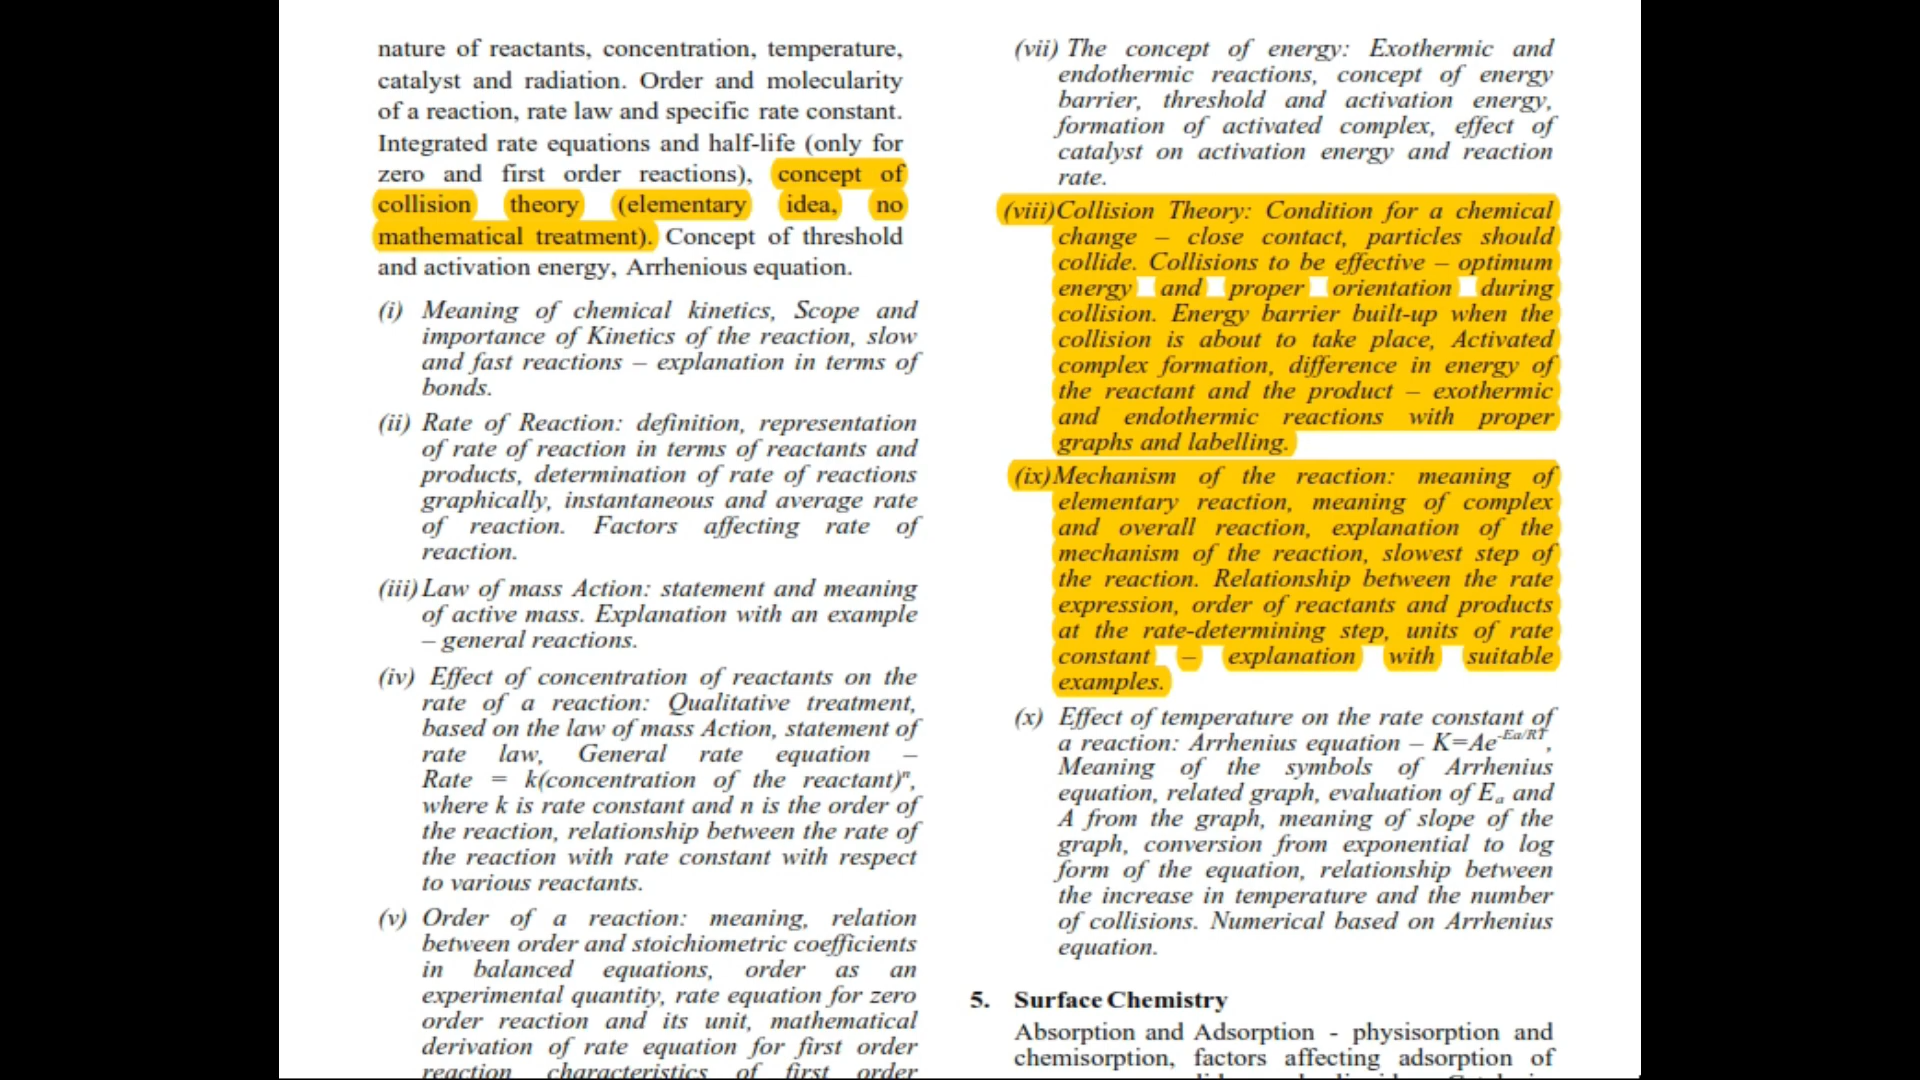 nature of reactants, concentration, temperature,
catalyst and radiation. Order and molecularity
of a reaction, rate law and specific rate constant.
Integrated rate equations and half-life (only for
zero and first order reactions), concept of
collision theory (elementary idea, no
mathematical treatment). Concept of threshold
and activation energy, Arrhenious equation.
(i) Meaning of chemical kinetics, Scope and
importance of Kinetics of the reaction, slow
and fast reactions – explanation in terms of
bonds.
(ii) Rate of Reaction: definition, representation
of rate of reaction in terms of reactants and
products, determination of rate of reactions
graphically, instantaneous and average rate
of reaction. Factors affecting rate of
reaction.
(iii) Law of mass Action: statement and meaning
of active mass. Explanation with an example
– general reactions.
(iv) Effect of concentration of reactants on the
rate of a reaction: Qualitative treatment,
based on the law of mass Action, statement of
rate law, General rate equation –
Rate = k(concentration of the reactant)ⁿ,
where k is rate constant and n is the order of
the reaction, relationship between the rate of
the reaction with rate constant with respect
to various reactants.
(v) Order of a reaction: meaning, relation
between order and stoichiometric coefficients
in balanced equations, order as an
experimental quantity, rate equation for zero
order reaction and its unit, mathematical
derivation of rate equation for first order
reaction, characteristics of first order
(vii) The concept of energy: Exothermic and
endothermic reactions, concept of energy
barrier, threshold and activation energy,
formation of activated complex, effect of
catalyst on activation energy and reaction
rate.
(viii) Collision Theory: Condition for a chemical
change – close contact, particles should
collide. Collisions to be effective – optimum
energy and proper orientation during
collision. Energy barrier built-up when the
collision is about to take place, Activated
complex formation, difference in energy of
the reactant and the product – exothermic
and endothermic reactions with proper
graphs and labelling.
(ix) Mechanism of the reaction: meaning of
elementary reaction, meaning of complex
and overall reaction, explanation of the
mechanism of the reaction, slowest step of
the reaction. Relationship between the rate
expression, order of reactants and products
at the rate-determining step, units of rate
constant – explanation with suitable
examples.
(x) Effect of temperature on the rate constant of
a reaction: Arrhenius equation – K=Ae^-Ea/RT,
Meaning of the symbols of Arrhenius
equation, related graph, evaluation of Eₐ and
A from the graph, meaning of slope of the
graph, conversion from exponential to log
form of the equation, relationship between
the increase in temperature and the number
of collisions. Numerical based on Arrhenius
equation.
5. Surface Chemistry
Absorption and Adsorption - physisorption and
chemisorption, factors affecting adsorption of